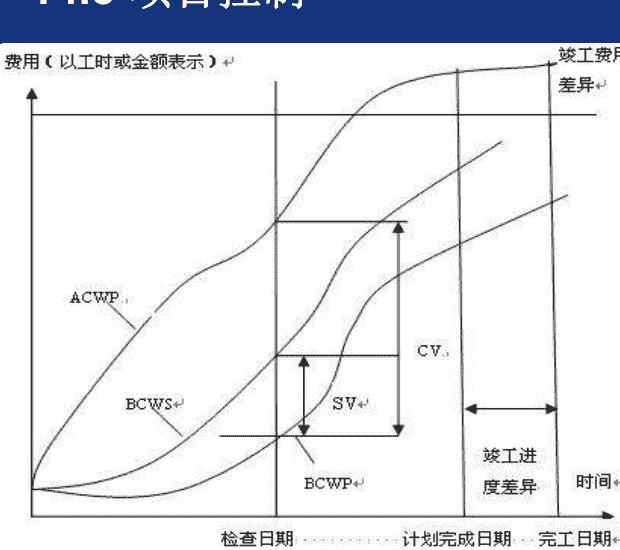 费用（以工时或金额表示）
竣工费用
差异
ACWP
CV
BCWS
SV
竣工进
度差异
BCWP
时间
检查日期
计划完成日期
完工日期